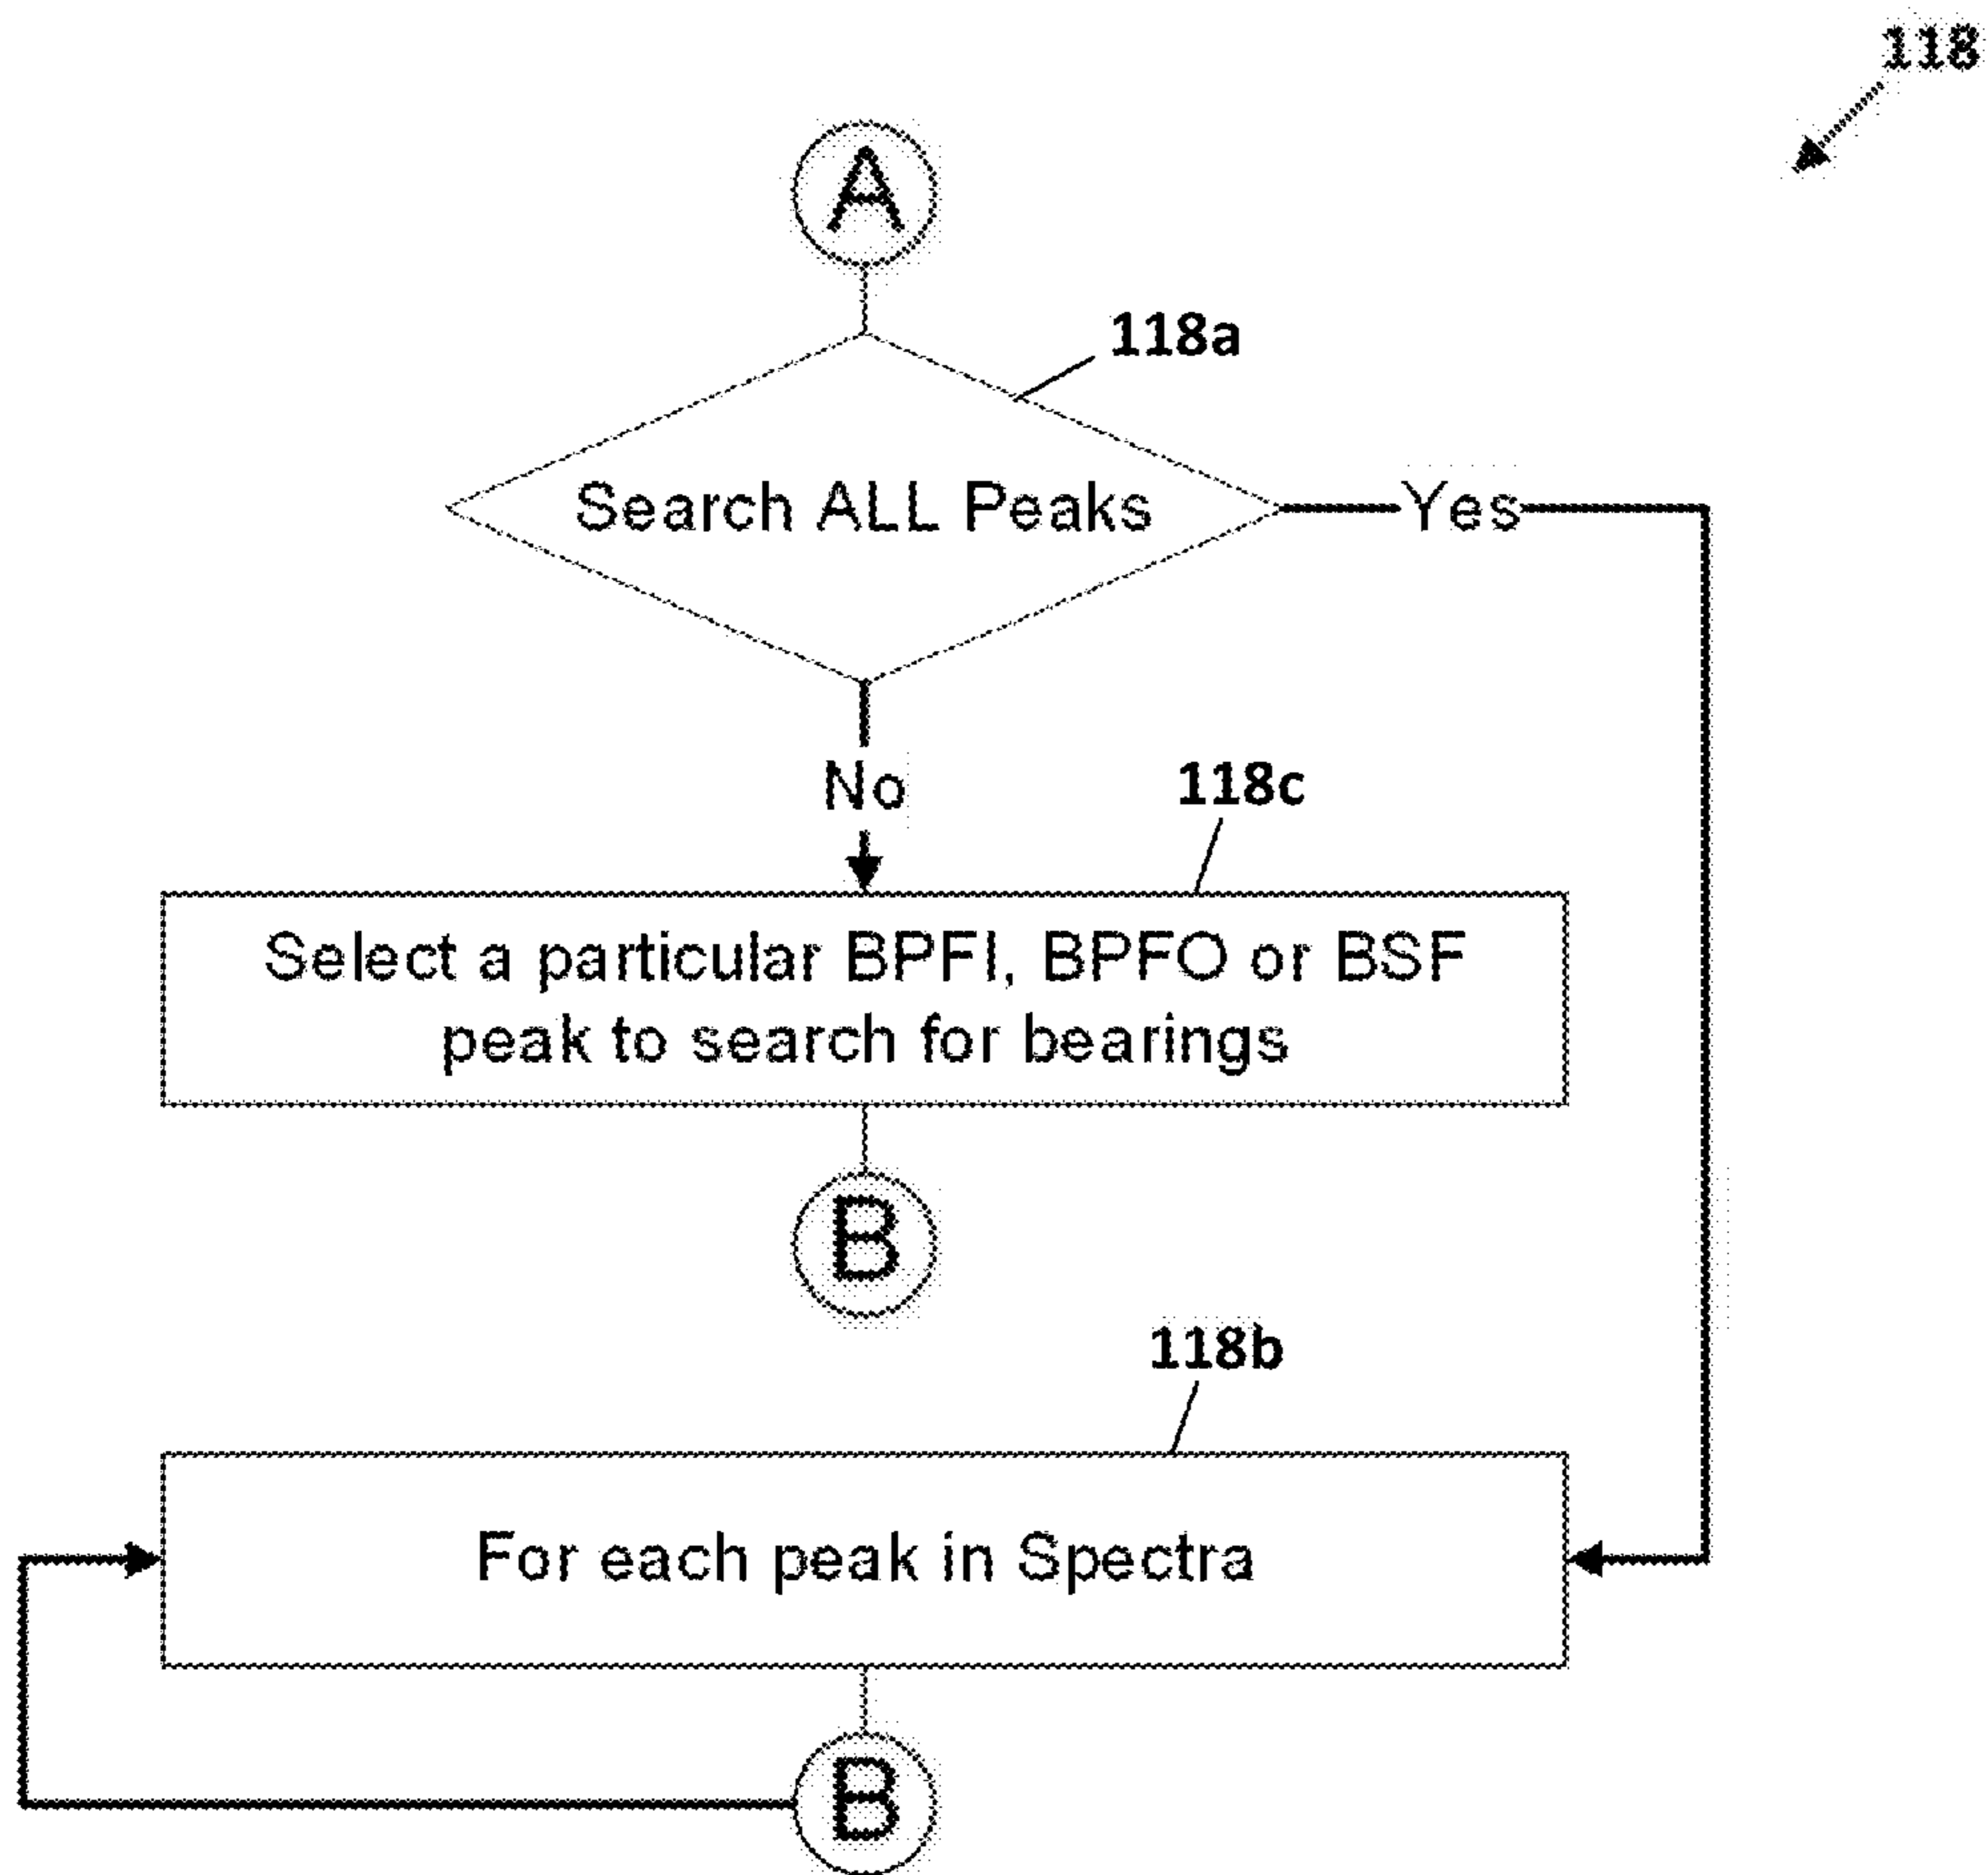 118
A
118a
Search ALL Peaks
Yes
No
118c
Select a particular BPFI, BPFO or BSF
peak to search for bearings
B
118b
For each peak in Spectra
B